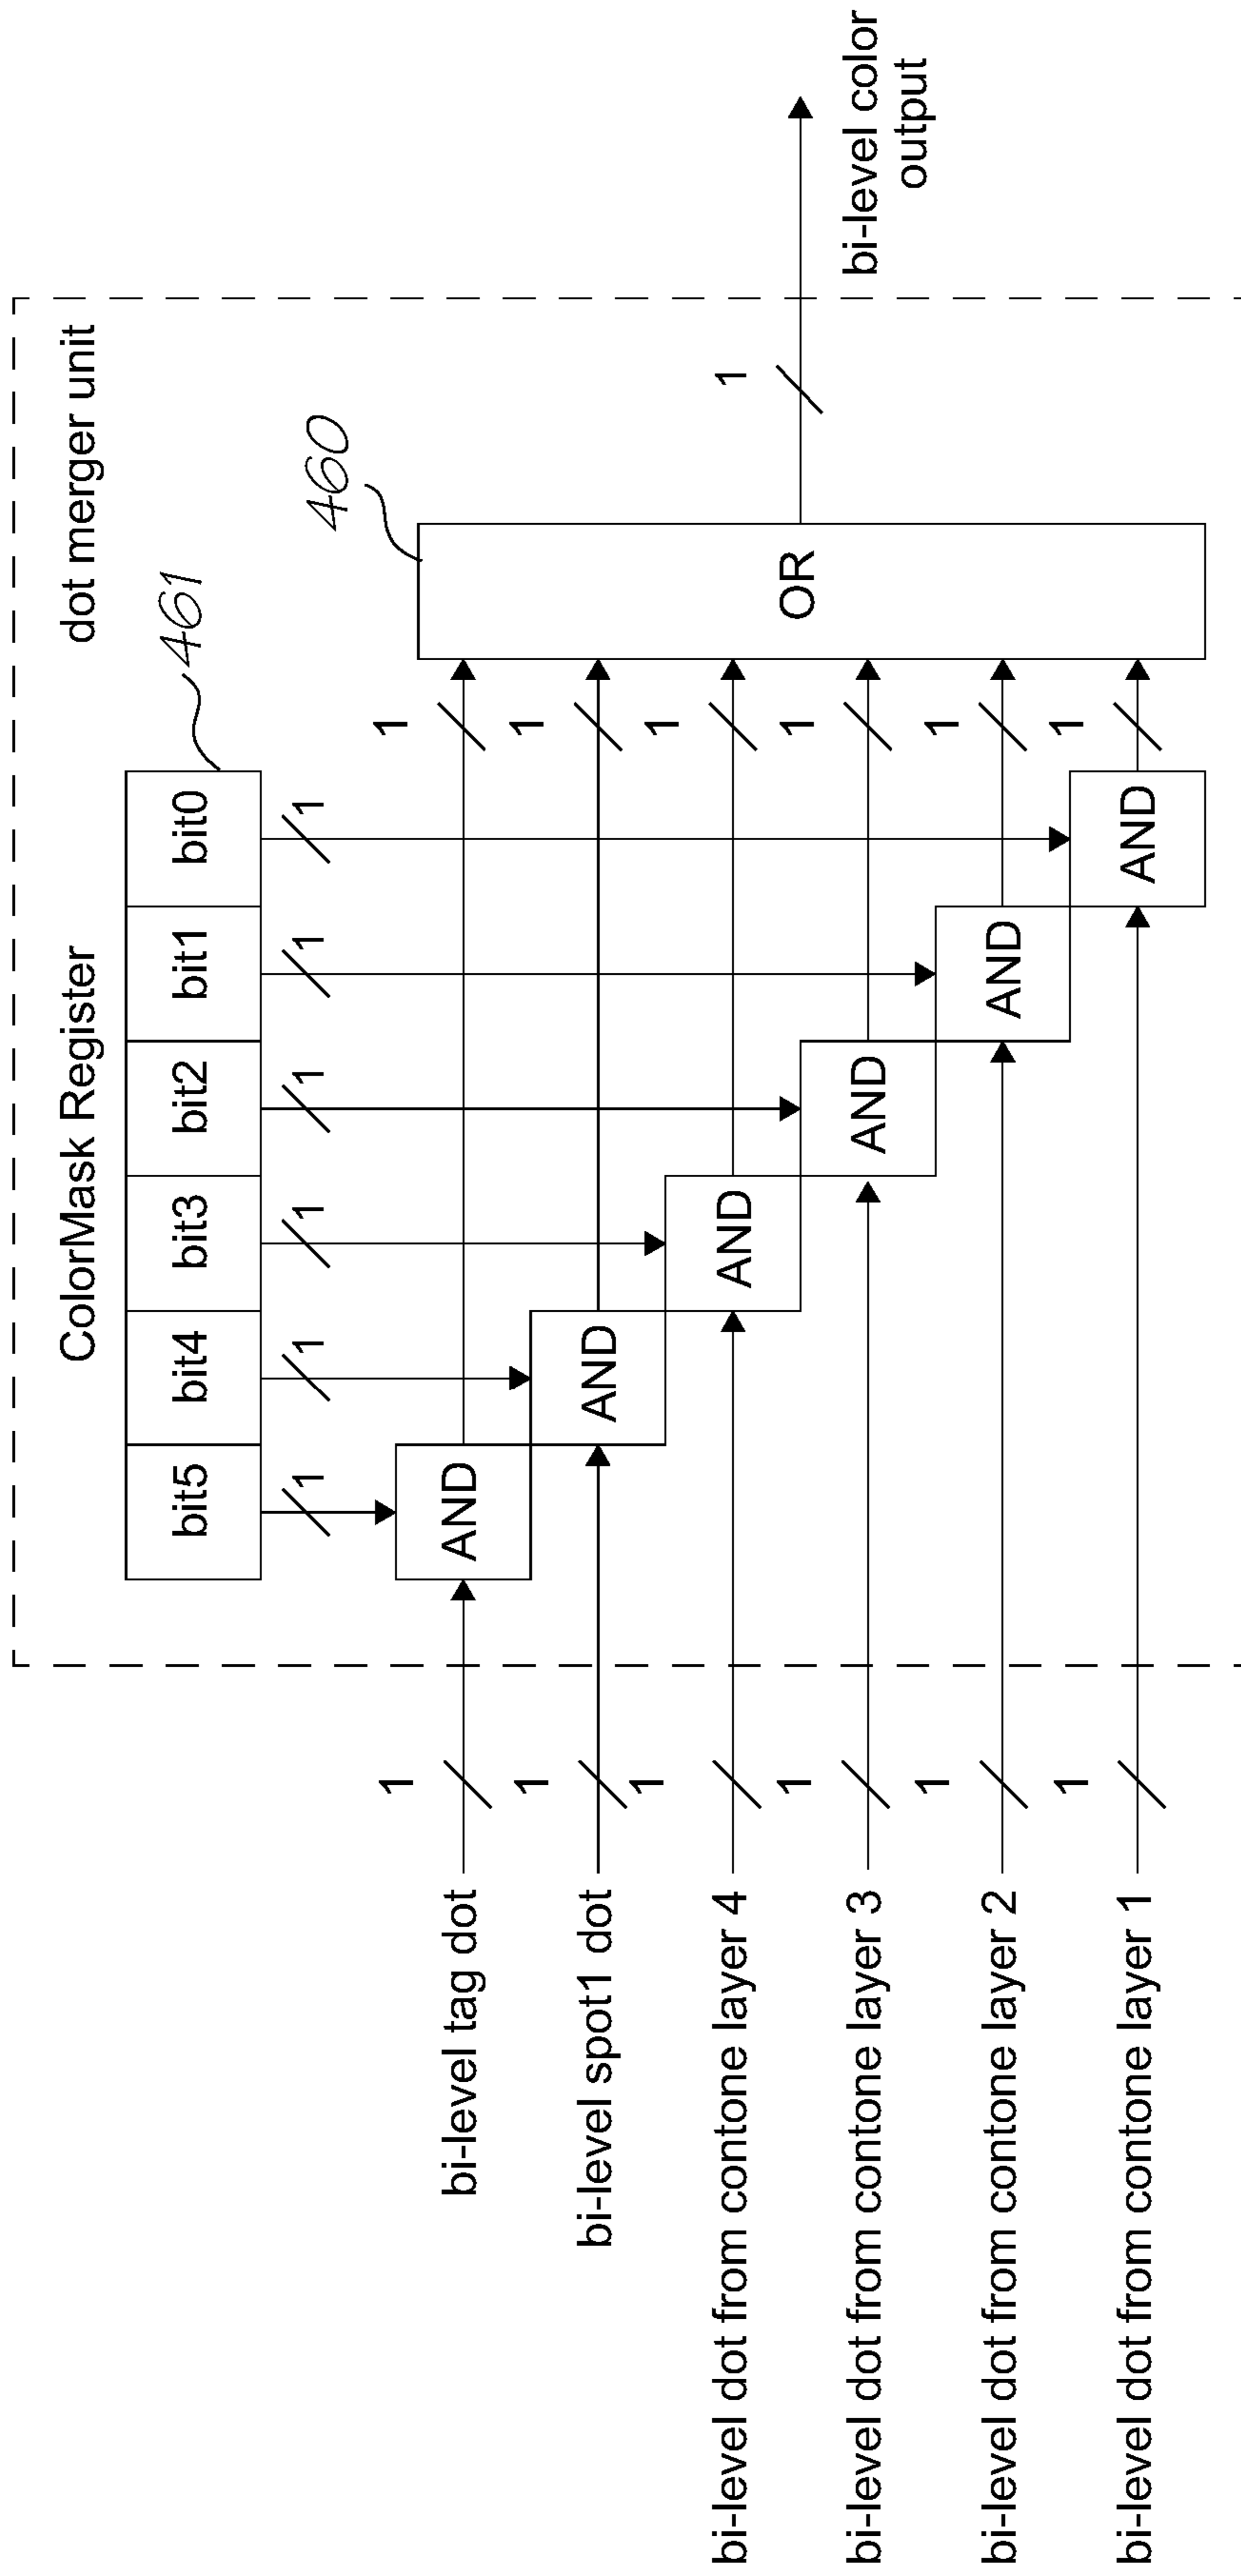 dot merger unit
ColorMask Register
461
bit5 bit4 bit3 bit2 bit1 bit0
1 1 1 1 1 1
460
bi-level tag dot 1 AND 1
bi-level spot1 dot 1 AND 1
bi-level dot from contone layer 4 1 AND 1
bi-level dot from contone layer 3 1 AND 1
bi-level dot from contone layer 2 1 AND 1
bi-level dot from contone layer 1 1 AND 1
OR
1
bi-level color
output